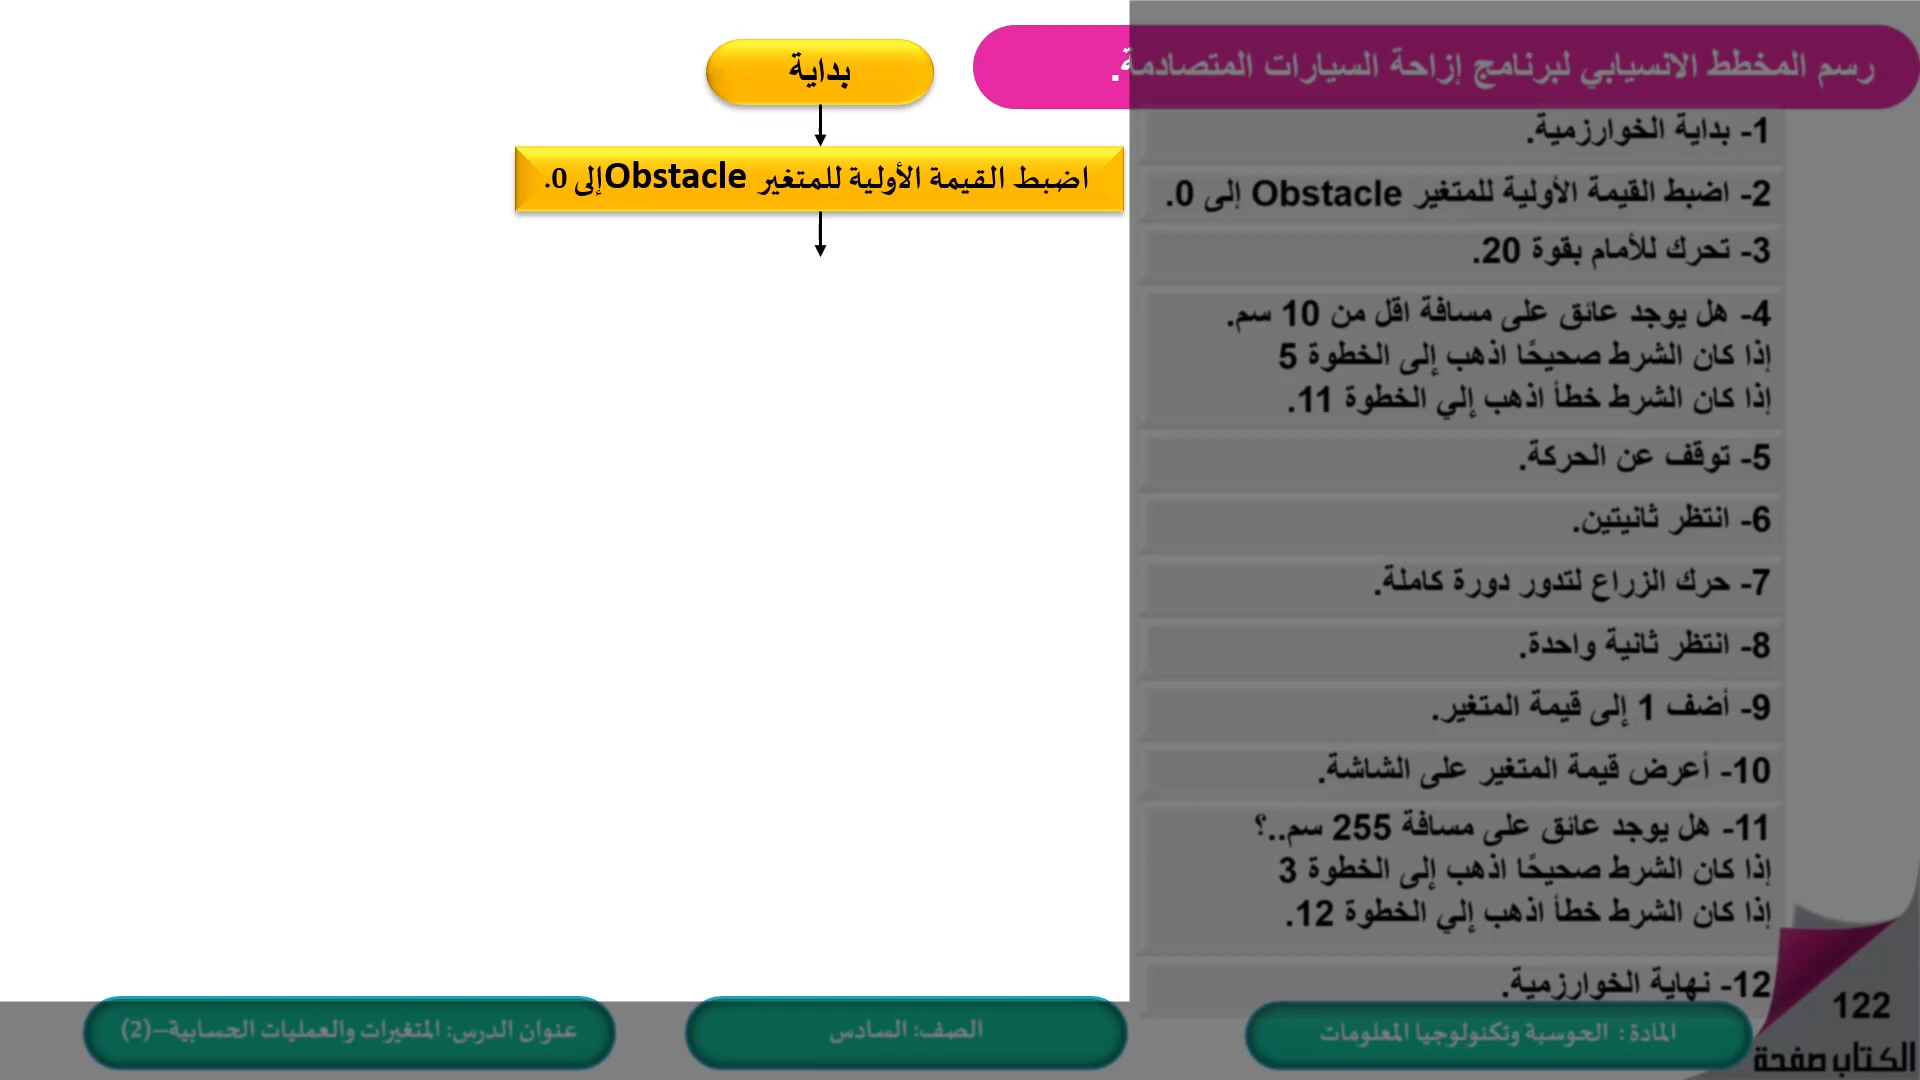 رسم المخطط الانسيابي لبرنامج إزاحة السيارات المتصادمة.
1- بداية الخوارزمية.
2- اضبط القيمة الأولية للمتغير Obstacle إلى 0.
3- تحرك للأمام بقوة 20.
4- هل يوجد عائق على مسافة اقل من 10 سم.
إذا كان الشرط صحيحًا اذهب إلى الخطوة 5
إذا كان الشرط خطأ اذهب إلي الخطوة 11.
5- توقف عن الحركة.
6- انتظر ثانيتين.
7- حرك الزراع لتدور دورة كاملة.
8- انتظر ثانية واحدة.
9- أضف 1 إلى قيمة المتغير.
10- أعرض قيمة المتغير على الشاشة.
11- هل يوجد عائق على مسافة 255 سم..؟
إذا كان الشرط صحيحًا اذهب إلى الخطوة 3
إذا كان الشرط خطأ اذهب إلي الخطوة 12.
12- نهاية الخوارزمية.
بداية
اضبط القيمة الأولية للمتغير Obstacleإلى 0.
122
الكتاب صفحة
المادة : الحوسبة وتكنولوجيا المعلومات
الصف: السادس
عنوان الدرس: المتغيرات والعمليات الحسابية–(2)